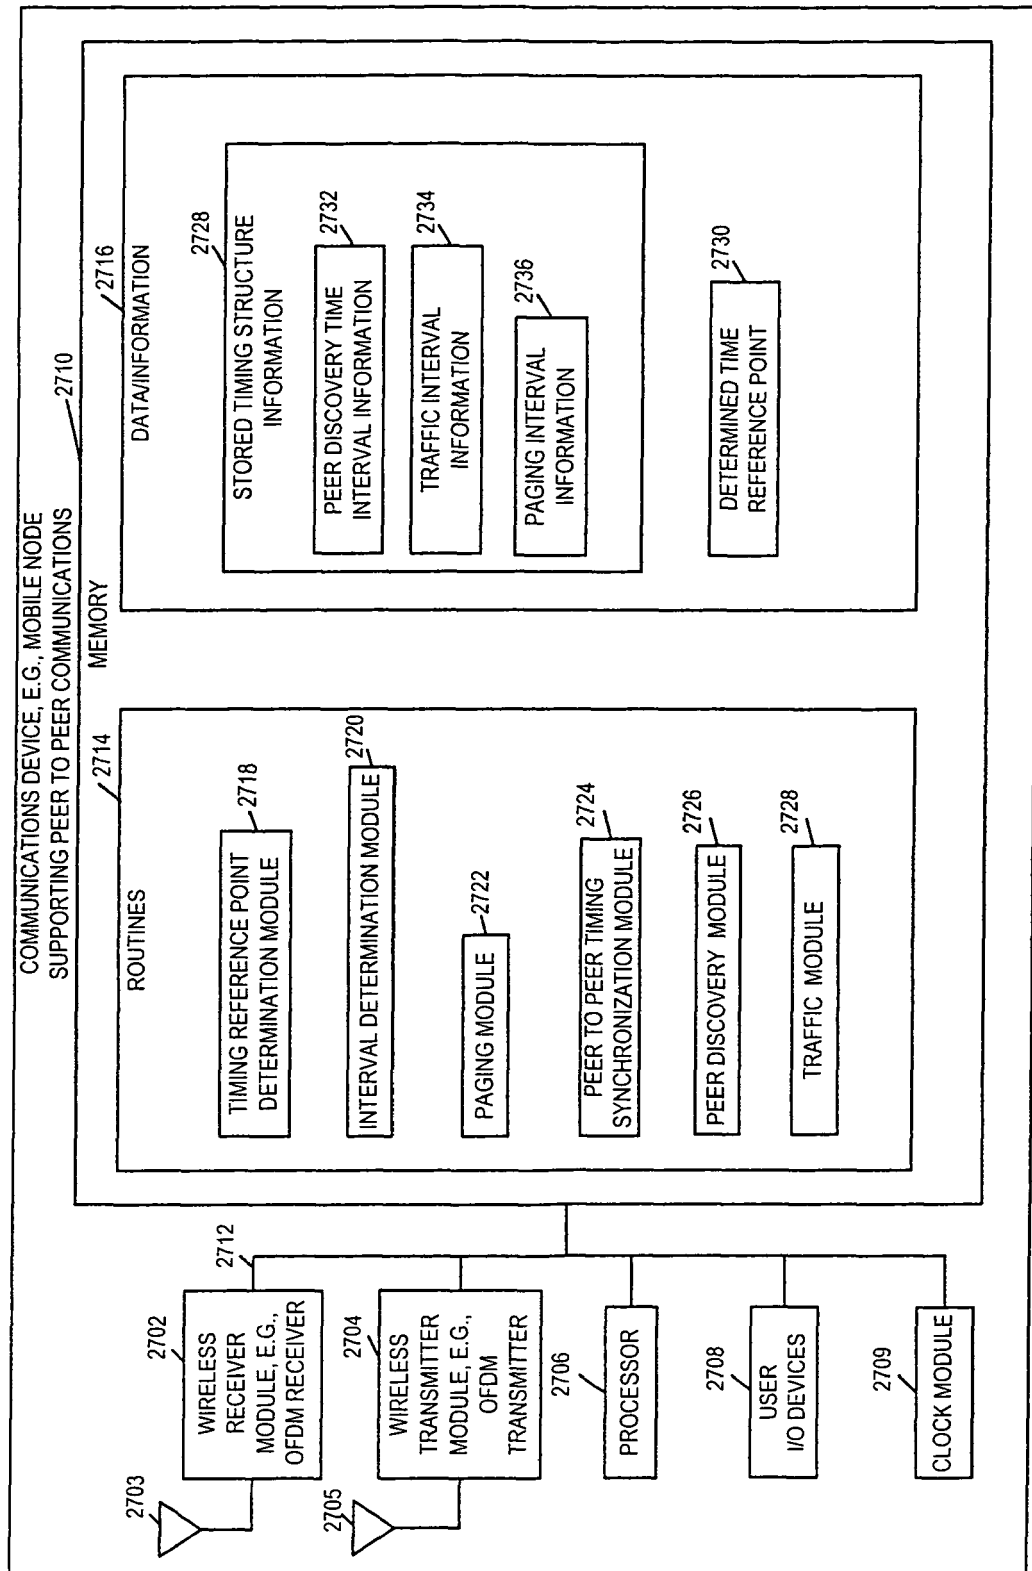 COMMUNICATIONS DEVICE, E.G., MOBILE NODE
SUPPORTING PEER TO PEER COMMUNICATIONS
2703
2702
WIRELESS
RECEIVER
MODULE, E.G.,
OFDM RECEIVER
2712
2705
2704
WIRELESS
TRANSMITTER
MODULE, E.G.,
OFDM
TRANSMITTER
2706
PROCESSOR
2708
USER
I/O DEVICES
2709
CLOCK MODULE
2710
MEMORY
2714
ROUTINES
2718
TIMING REFERENCE POINT
DETERMINATION MODULE
2720
INTERVAL DETERMINATION MODULE
2722
PAGING MODULE
2724
PEER TO PEER TIMING
SYNCHRONIZATION MODULE
2726
PEER DISCOVERY MODULE
2728
TRAFFIC MODULE
2716
DATA/INFORMATION
2728
STORED TIMING STRUCTURE
INFORMATION
2732
PEER DISCOVERY TIME
INTERVAL INFORMATION
2734
TRAFFIC INTERVAL
INFORMATION
2736
PAGING INTERVAL
INFORMATION
2730
DETERMINED TIME
REFERENCE POINT